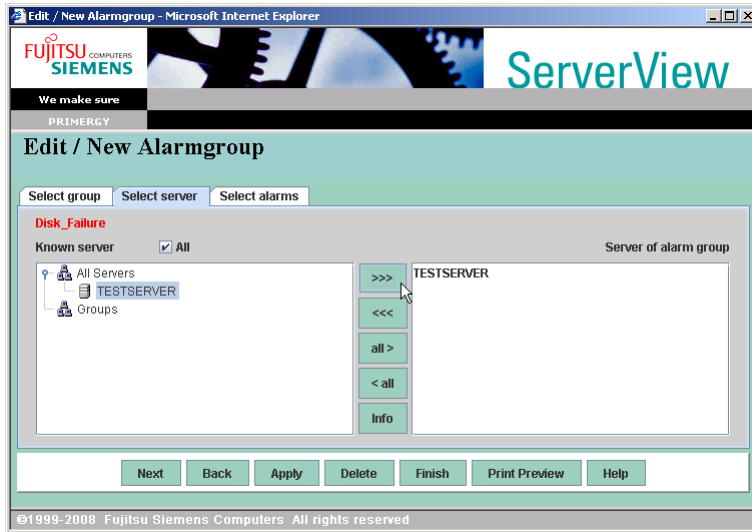 Edit / New Alarmgroup - Microsoft Internet Explorer
FUJITSU COMPUTERS
SIEMENS
ServerView
We make sure
PRIMERGY
Edit / New Alarmgroup
Select group Select server Select alarms
Disk_Failure
Known server All Server of alarm group
All Servers
TESTSERVER
Groups
>>>
<<<
all >
< all
Info
TESTSERVER
Next Back Apply Delete Finish Print Preview Help
©1999-2008 Fujitsu Siemens Computers All rights reserved